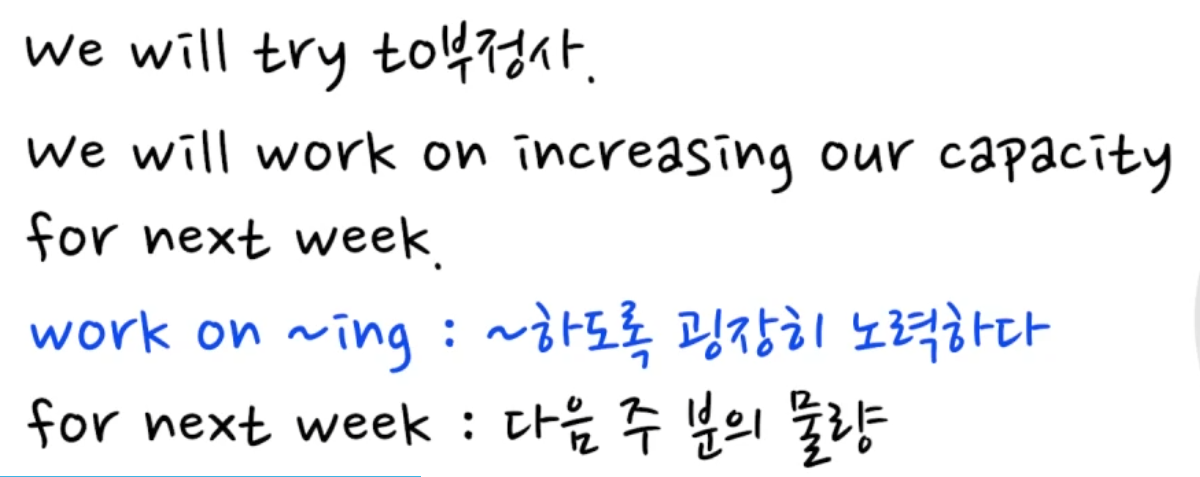 We will try to부정사.
We will work on increasing our capacity
for next week.
work on ~ing : ~하도록 굉장히 노력하다
for next week : 다음 주 분의 물량